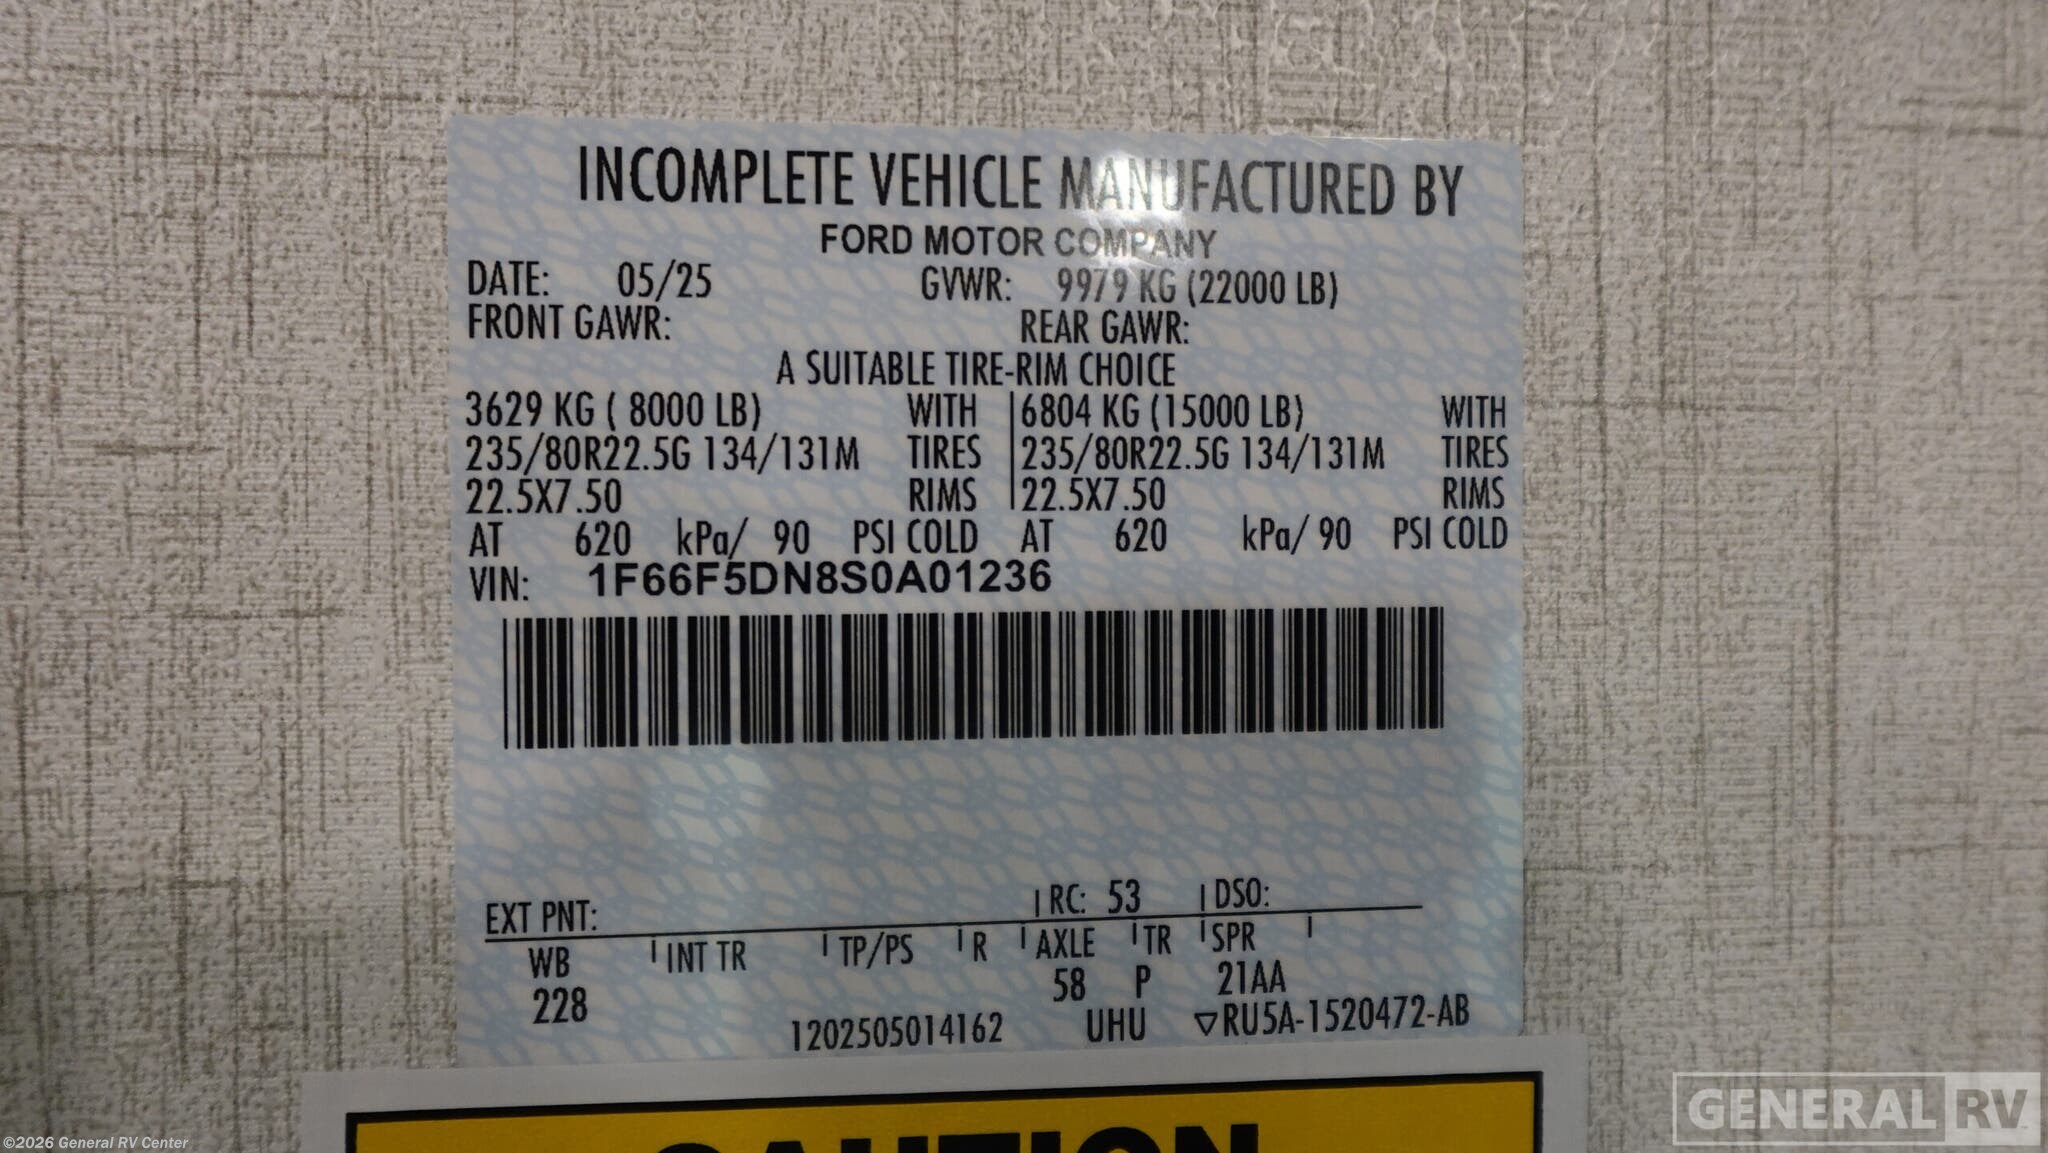 INCOMPLETE VEHICLE MANUFACTURED BY
FORD MOTOR COMPANY
DATE: 05/25 GVWR: 9979 KG (22000 LB)
FRONT GAWR: REAR GAWR:
A SUITABLE TIRE-RIM CHOICE
3629 KG ( 8000 LB) WITH 6804 KG (15000 LB) WITH
235/80R22.5G 134/131M TIRES 235/80R22.5G 134/131M TIRES
22.5X7.50 RIMS 22.5X7.50 RIMS
AT 620 kPa/ 90 PSI COLD AT 620 kPa/ 90 PSI COLD
VIN: 1F66F5DN8S0A01236
EXT PNT: RC: 53 DSO:
WB INT TR TP/PS R AXLE TR SPR
228 58 P 21AA
1202505014162 UHU ▽RU5A-1520472-AB
CAUTION
GENERAL RV
©2026 General RV Center